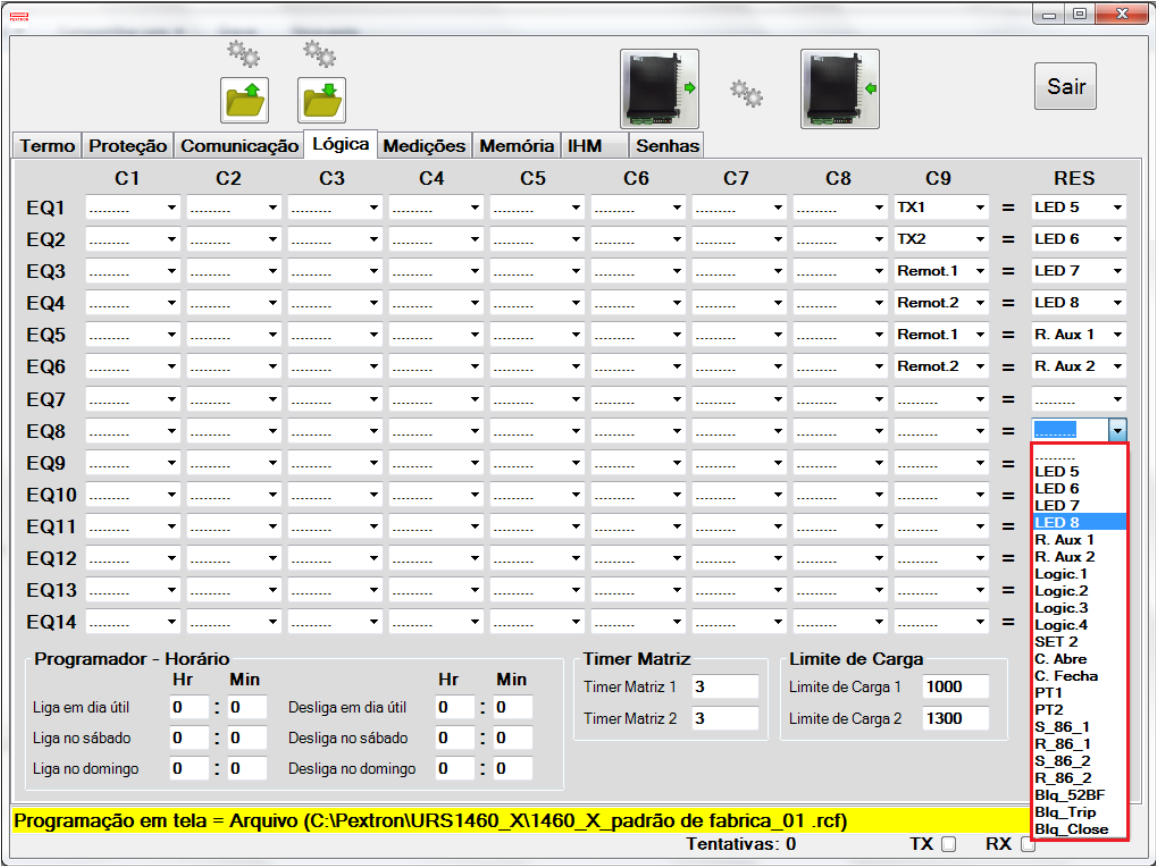 PEXTRON
Sair
Termo Proteção Comunicação Lógica Medições Memória IHM Senhas
C1 C2 C3 C4 C5 C6 C7 C8 C9 RES
EQ1 ......... ......... ......... ......... ......... ......... ......... ......... TX1 = LED 5
EQ2 ......... ......... ......... ......... ......... ......... ......... ......... TX2 = LED 6
EQ3 ......... ......... ......... ......... ......... ......... ......... ......... Remot.1 = LED 7
EQ4 ......... ......... ......... ......... ......... ......... ......... ......... Remot.2 = LED 8
EQ5 ......... ......... ......... ......... ......... ......... ......... ......... Remot.1 = R. Aux 1
EQ6 ......... ......... ......... ......... ......... ......... ......... ......... Remot.2 = R. Aux 2
EQ7 ......... ......... ......... ......... ......... ......... ......... ......... ......... = .........
EQ8 ......... ......... ......... ......... ......... ......... ......... ......... ......... = .........
EQ9 ......... ......... ......... ......... ......... ......... ......... ......... ......... =
EQ10 ......... ......... ......... ......... ......... ......... ......... ......... ......... =
EQ11 ......... ......... ......... ......... ......... ......... ......... ......... ......... =
EQ12 ......... ......... ......... ......... ......... ......... ......... ......... ......... =
EQ13 ......... ......... ......... ......... ......... ......... ......... ......... ......... =
EQ14 ......... ......... ......... ......... ......... ......... ......... ......... ......... =
.........
LED 5
LED 6
LED 7
LED 8
R. Aux 1
R. Aux 2
Logic.1
Logic.2
Logic.3
Logic.4
SET 2
C. Abre
C. Fecha
PT1
PT2
S_86_1
R_86_1
S_86_2
R_86_2
Blq_52BF
Blq_Trip
Blq_Close
Programador - Horário
Hr Min Hr Min
Liga em dia útil 0 : 0 Desliga em dia útil 0 : 0
Liga no sábado 0 : 0 Desliga no sábado 0 : 0
Liga no domingo 0 : 0 Desliga no domingo 0 : 0
Timer Matriz
Timer Matriz 1 3
Timer Matriz 2 3
Limite de Carga
Limite de Carga 1 1000
Limite de Carga 2 1300
Programação em tela = Arquivo (C:\Pextron\URS1460_X\1460_X_padrão de fabrica_01 .rcf)
Tentativas: 0 TX RX